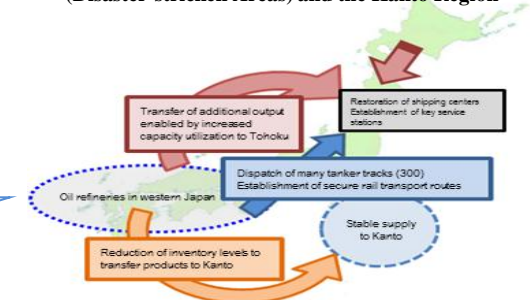 (Disaster-stricken Areas) and the Kanto Region
Transfer of additional output
enabled by increased
capacity utilization to Tohoku
Restoration of shipping centers
Establishment of key service
stations
Dispatch of many tanker tracks (300)
Establishment of secure rail transport routes
Oil refineries in western Japan
Stable supply
to Kanto
Reduction of inventory levels to
transfer products to Kanto